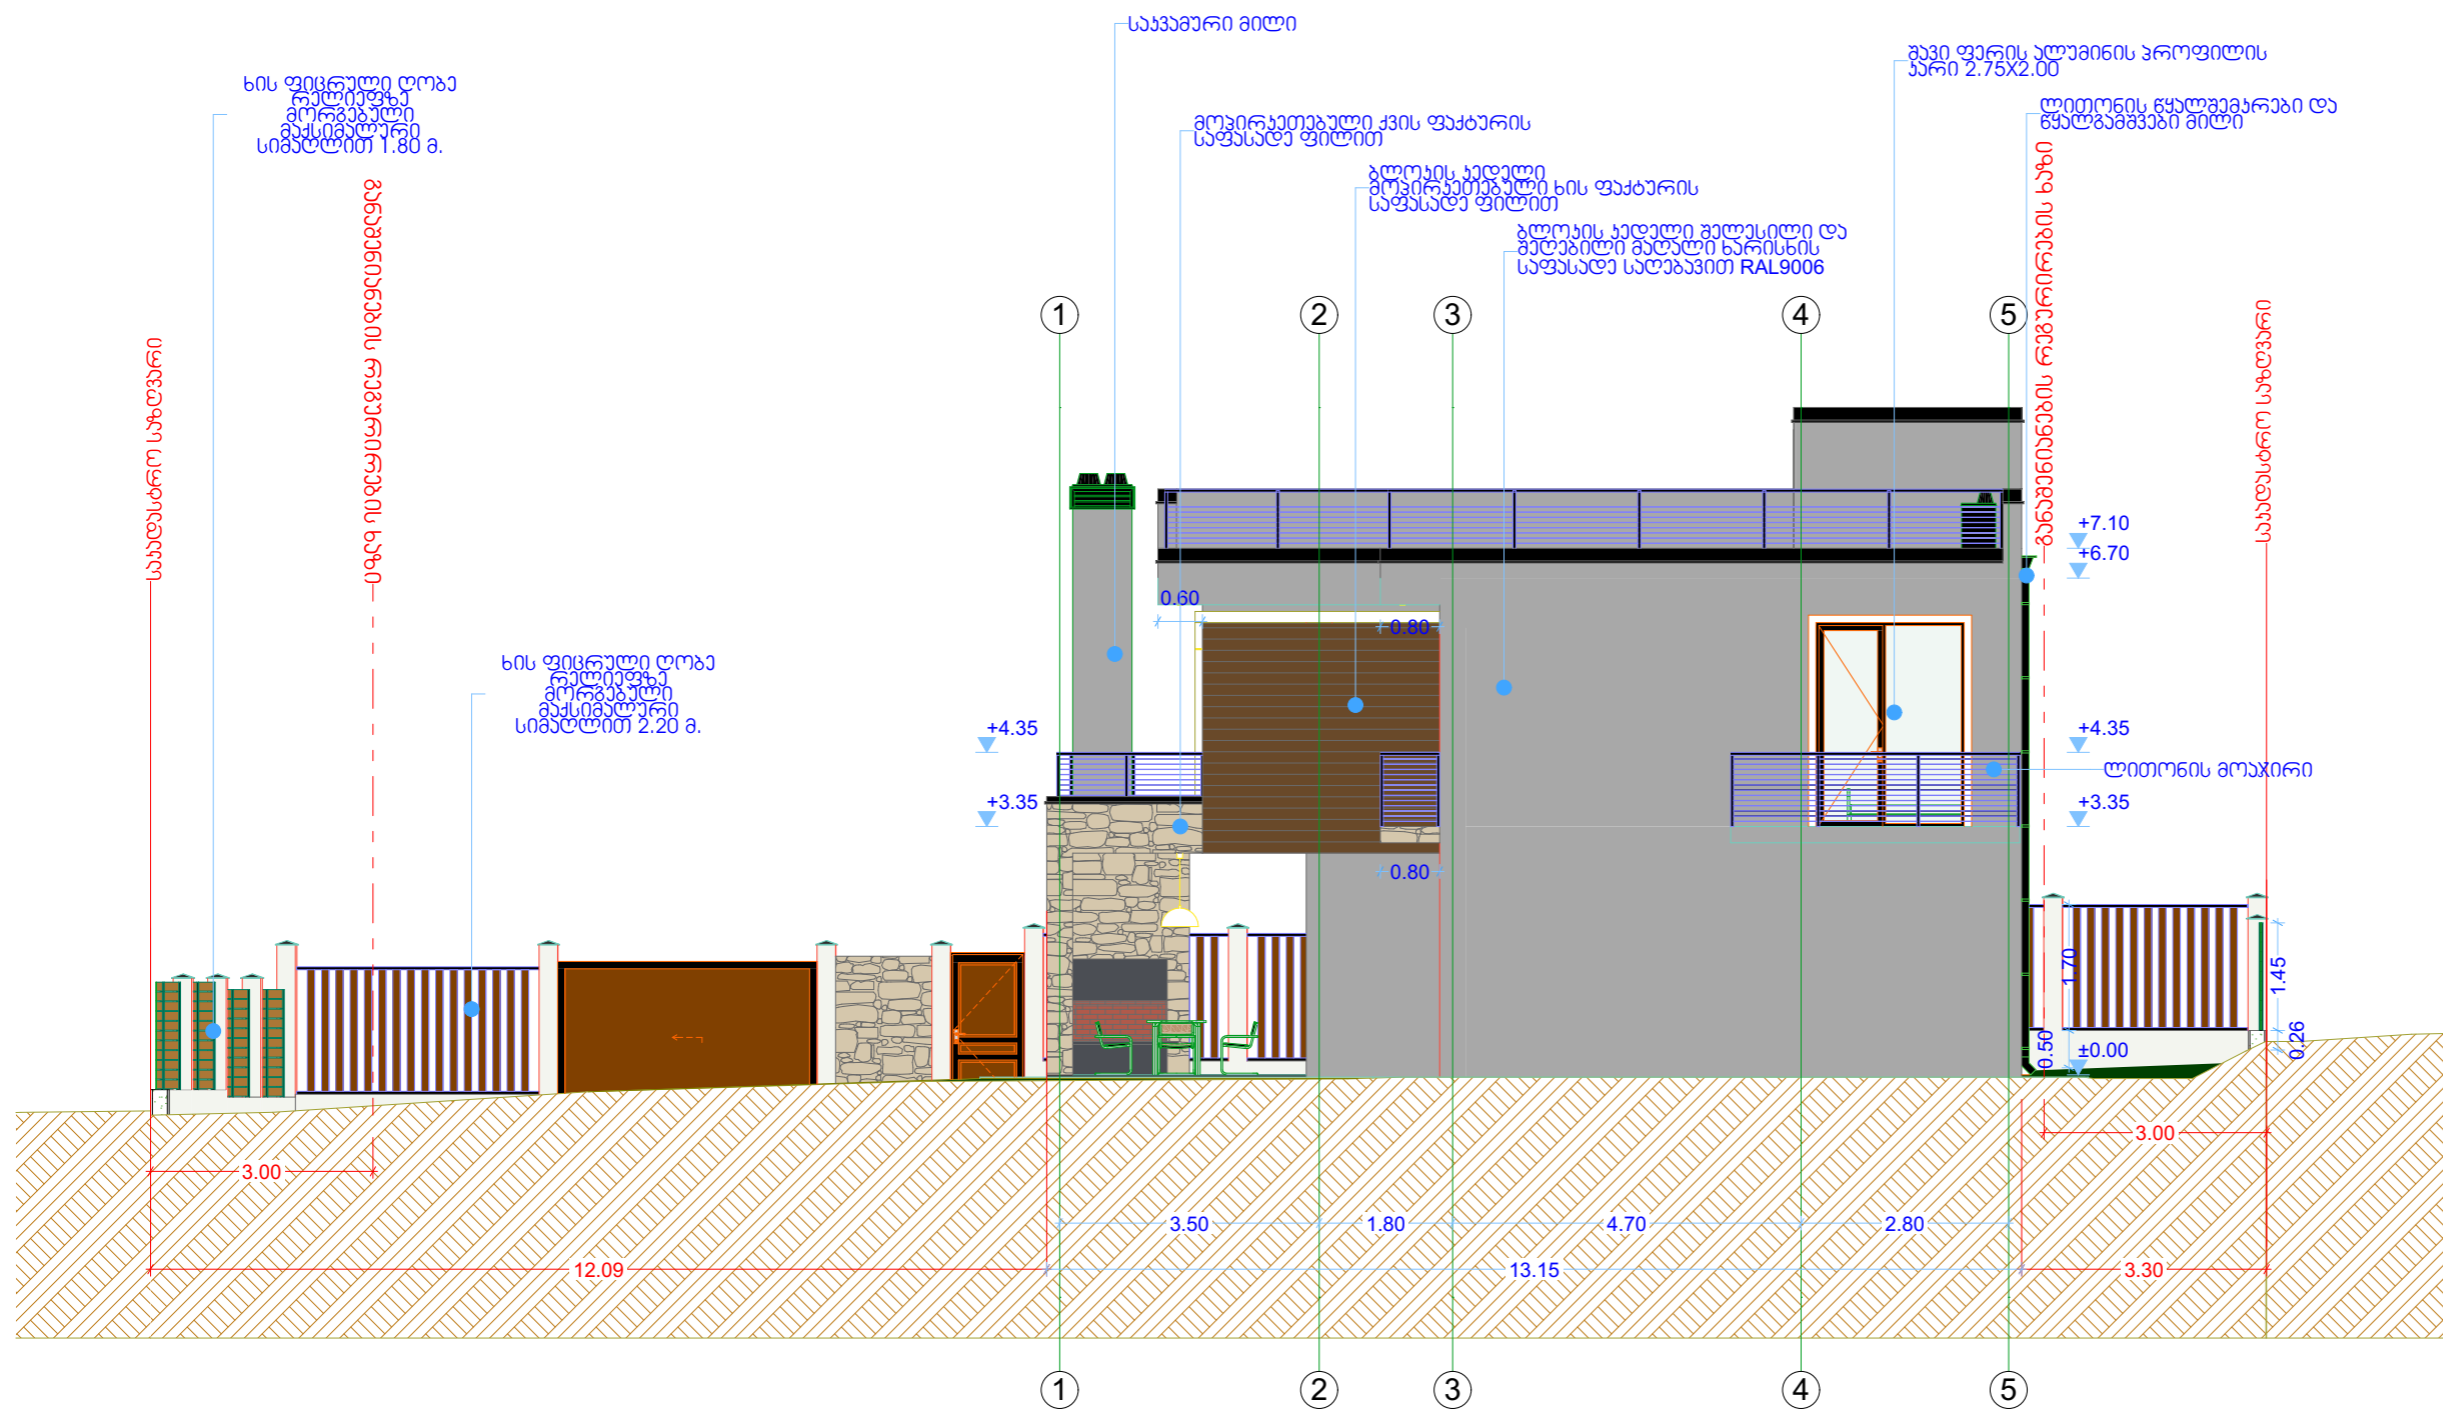 საკვამური მილი
ხის ფიცრული ღობე
რელიეფზე
მორგებული
მაქსიმალური
სიმაღლით 1.80 მ.
მოპირკეთებული ქვის ფაქტურის
საფასადე ფილით
ბლოკის კედელი
მოპირკეთებული ხის ფაქტურის
საფასადე ფილით
ბლოკის კედელი შელესილი და
შეღებილი მაღალი ხარისხის
საფასადე საღებავით RAL9006
შავი ფერის ალუმინის პროფილის
კარი 2.75X2.00
ლითონის წყალშემკრები და
წყალგამშვები მილი
საკადასტრო საზღვარი
განაშენიანების რეგულირების ხაზი
განაშენიანების რეგულირების ხაზი
საკადასტრო საზღვარი
1
2
3
4
5
+7.10
+6.70
0.60
0.80
ხის ფიცრული ღობე
რელიეფზე
მორგებული
მაქსიმალური
სიმაღლით 2.20 მ.
+4.35
+4.35
ლითონის მოაჯირი
+3.35
+3.35
0.80
1.70
1.45
0.50
±0.00
0.26
3.00
3.00
3.50
1.80
4.70
2.80
12.09
13.15
3.30
1
2
3
4
5